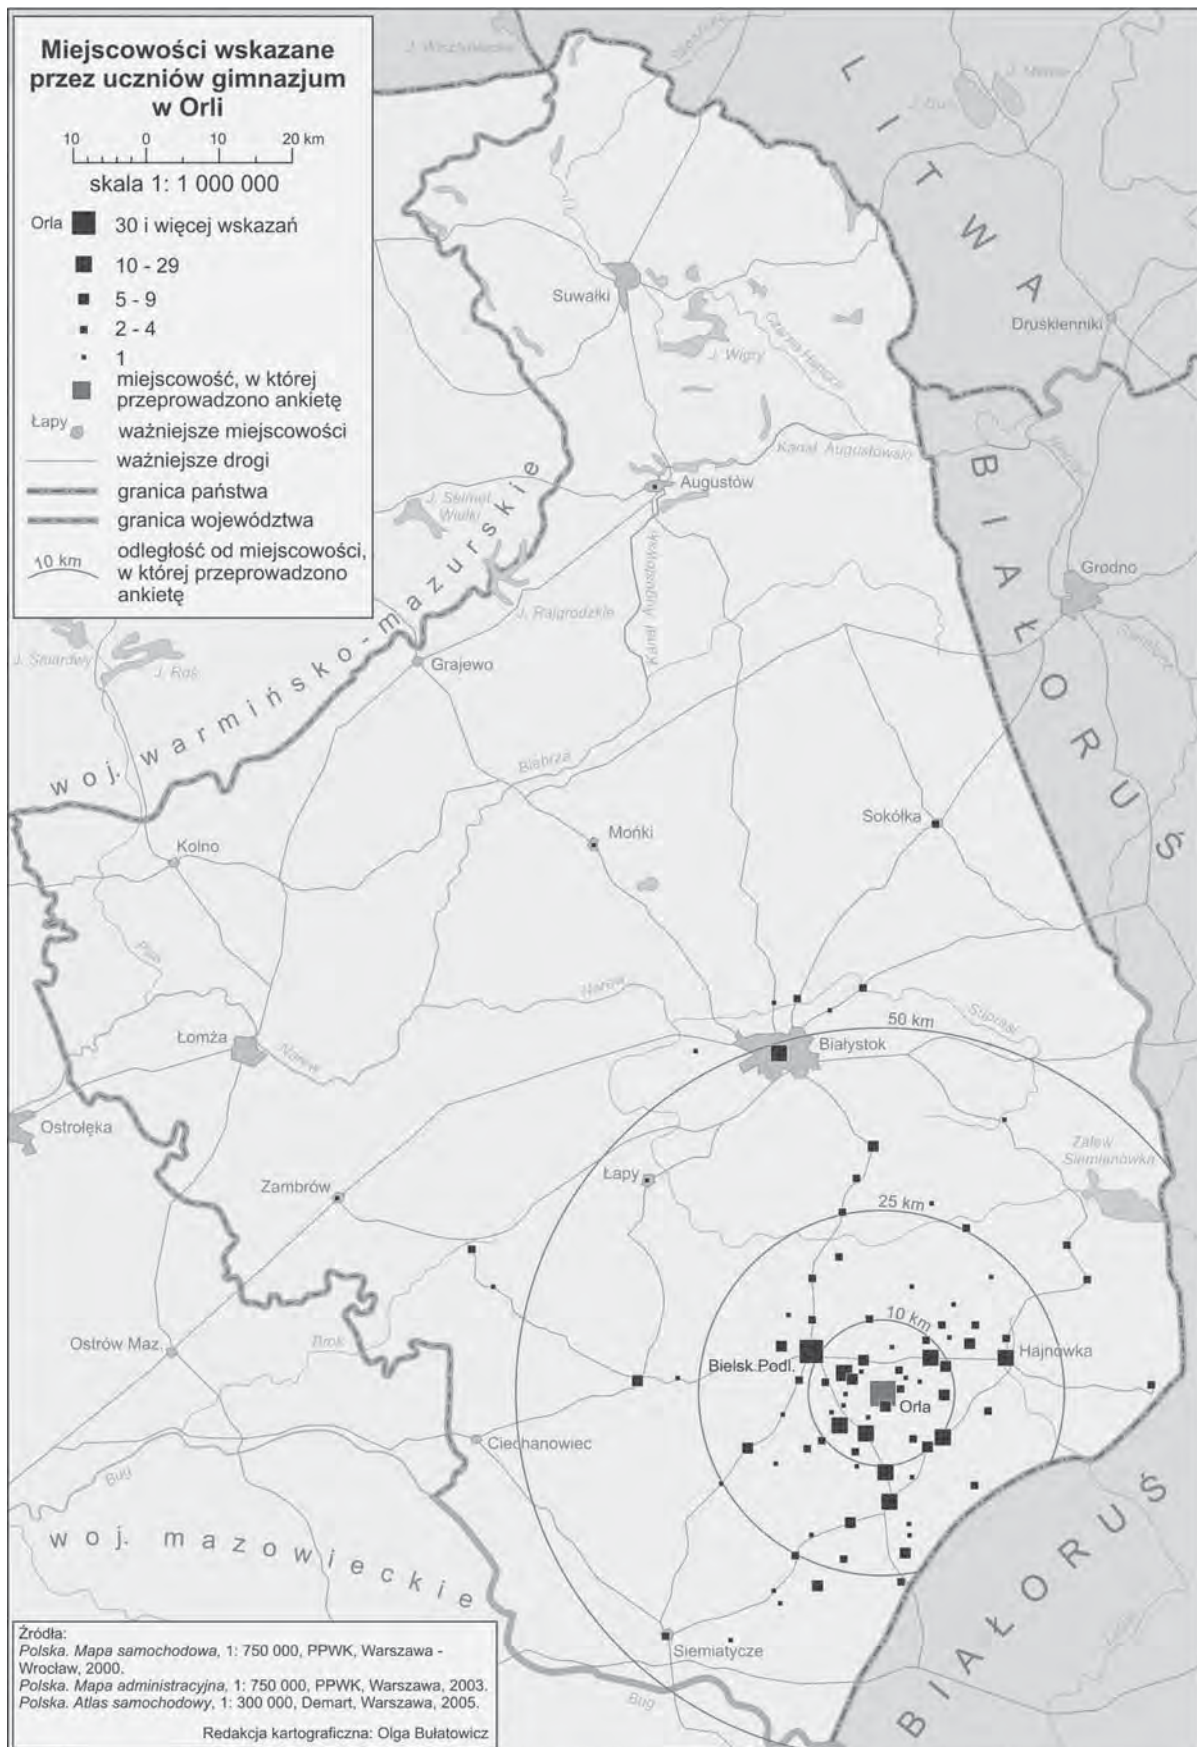 Miejscowości wskazane
przez uczniów gimnazjum
w Orli
10 0 10 20 km
skala 1: 1 000 000
Orla 30 i więcej wskazań
10 - 29
5 - 9
2 - 4
1
miejscowość, w której
przeprowadzono ankietę
Łapy ważniejsze miejscowości
ważniejsze drogi
granica państwa
granica województwa
10 km odległość od miejscowości,
w której przeprowadzono
ankietę
LITWA
Suwałki
J. Wigry
Czarna Hańcza
Druskienniki
Kanał Augustowski
Augustów
Kanał Augustowski
J. Selmęt
Wielki
J. Rajgrodzkie
BIAŁORUŚ
Grodno
J. Śniardwy
J. Roś
Grajewo
woj. warmińsko-mazurskie
Biebrza
Kolno
Mońki
Sokółka
Pisa
Narew
Łomża
Narew
Supraśl
50 km
Białystok
Ostrołęka
Zalew
Siemianówka
Łapy
Zambrów
25 km
10 km
Ostrów Maz.
Brok
Hajnówka
Bielsk Podl.
Orla
Ciechanowiec
Bug
woj. mazowieckie
BIAŁORUŚ
Siemiatycze
Bug
Źródła:
Polska. Mapa samochodowa, 1: 750 000, PPWK, Warszawa -
Wrocław, 2000.
Polska. Mapa administracyjna, 1: 750 000, PPWK, Warszawa, 2003.
Polska. Atlas samochodowy, 1: 300 000, Demart, Warszawa, 2005.
Redakcja kartograficzna: Olga Bułatowicz